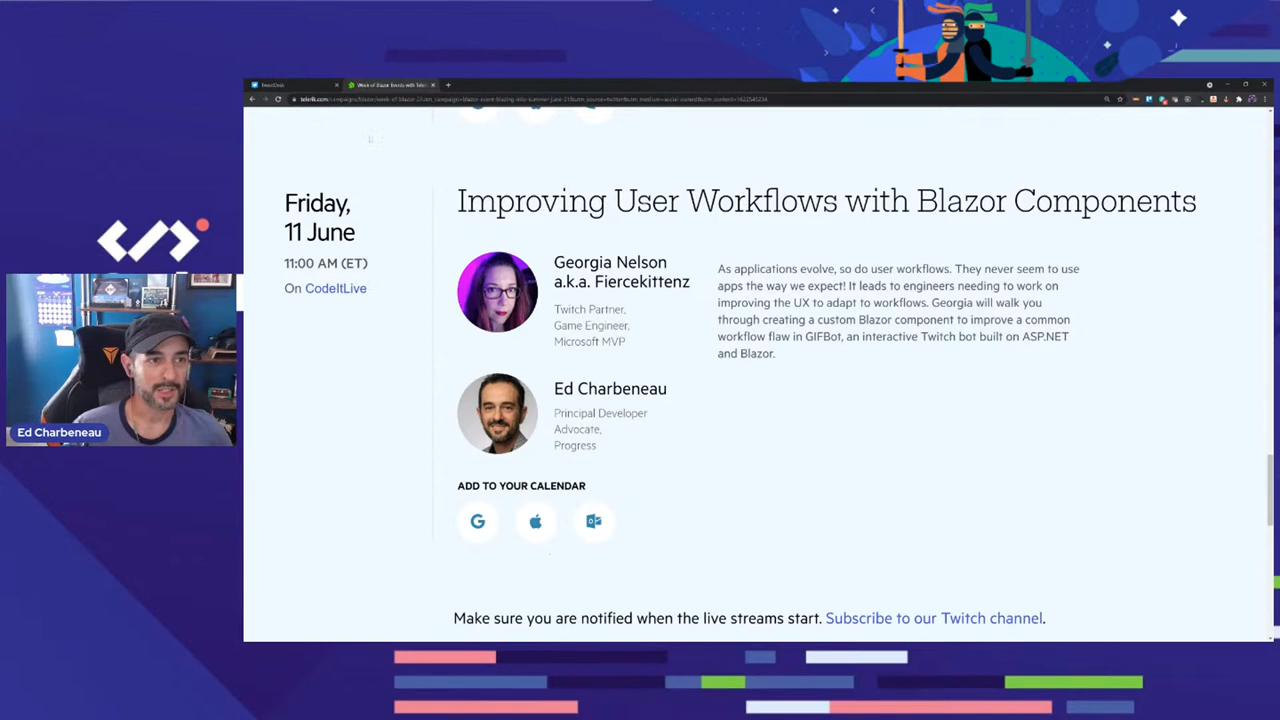 Friday,
11 June
11:00 AM (ET)
On CodeItLive
Improving User Workflows with Blazor Components
Georgia Nelson
a.k.a. Fiercekittenz
Twitch Partner,
Game Engineer,
Microsoft MVP
As applications evolve, so do user workflows. They never seem to use
apps the way we expect! It leads to engineers needing to work on
improving the UX to adapt to workflows. Georgia will walk you
through creating a custom Blazor component to improve a common
workflow flaw in GIFBot, an interactive Twitch bot built on ASP.NET
and Blazor.
Ed Charbeneau
Principal Developer
Advocate,
Progress
ADD TO YOUR CALENDAR
Make sure you are notified when the live streams start. Subscribe to our Twitch channel.
Ed Charbeneau